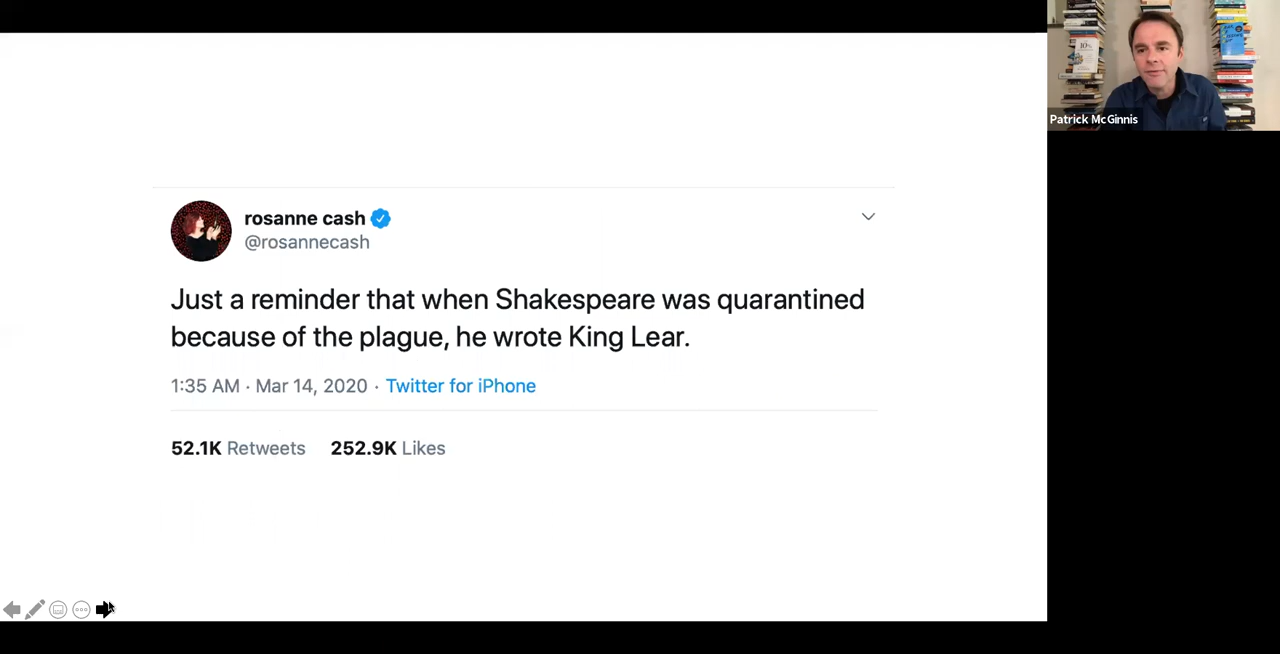 rosanne cash
@rosannecash
Just a reminder that when Shakespeare was quarantined
because of the plague, he wrote King Lear.
1:35 AM · Mar 14, 2020 · Twitter for iPhone
52.1K Retweets 252.9K Likes
Patrick McGinnis
10%